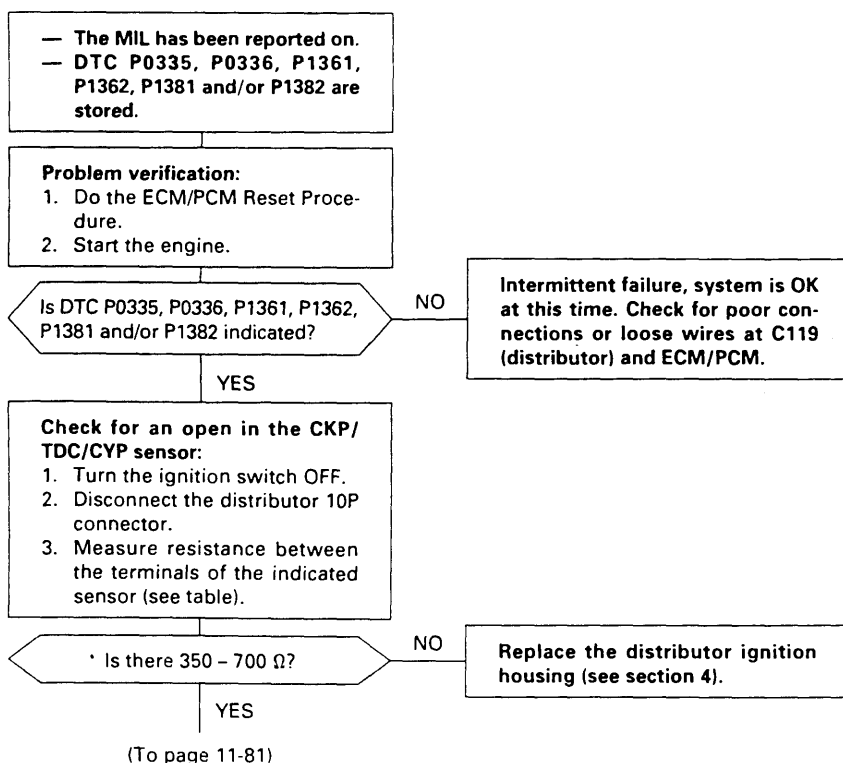 — The MIL has been reported on.
— DTC P0335, P0336, P1361,
P1362, P1381 and/or P1382 are
stored.
Problem verification:
1. Do the ECM/PCM Reset Proce-
dure.
2. Start the engine.
Is DTC P0335, P0336, P1361, P1362,
P1381 and/or P1382 indicated?
NO
Intermittent failure, system is OK
at this time. Check for poor con-
nections or loose wires at C119
(distributor) and ECM/PCM.
YES
Check for an open in the CKP/
TDC/CYP sensor:
1. Turn the ignition switch OFF.
2. Disconnect the distributor 10P
connector.
3. Measure resistance between
the terminals of the indicated
sensor (see table).
Is there 350 – 700 Ω?
NO
Replace the distributor ignition
housing (see section 4).
YES
(To page 11-81)